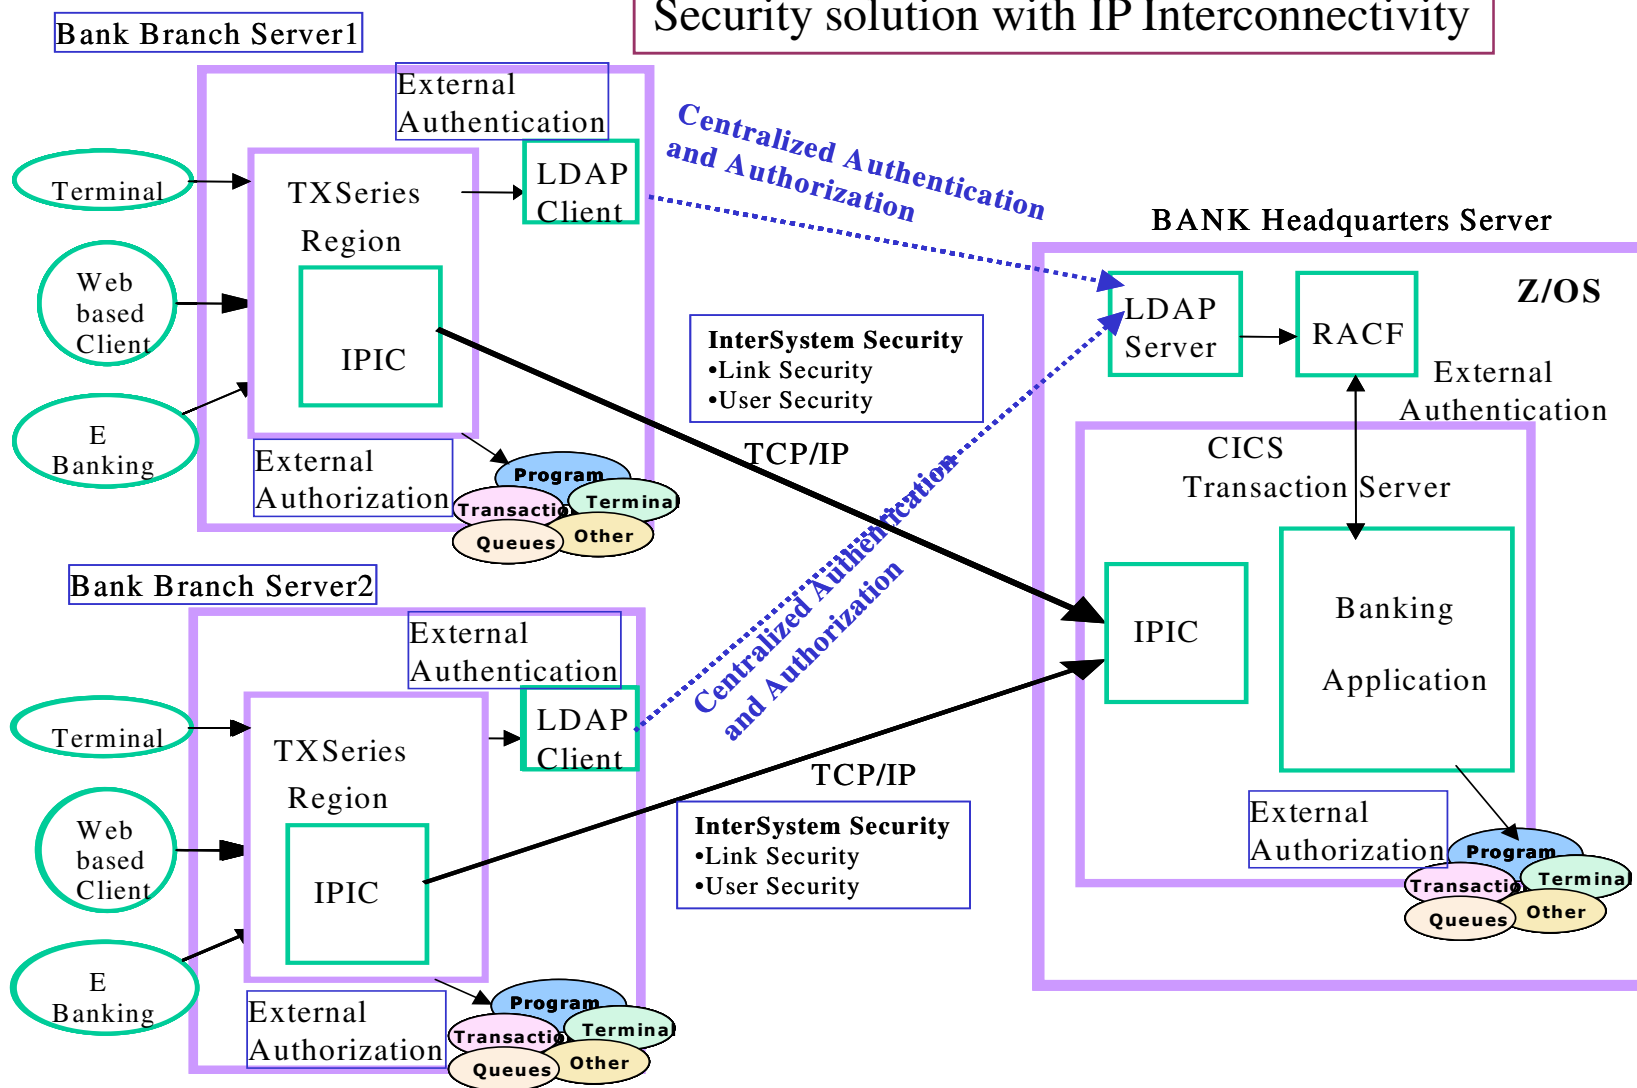 Security solution with IP Interconnectivity
Bank Branch Server1
External
Authentication
Terminal
TXSeries
Region
LDAP
Client
Web
based
Client
IPIC
E
Banking
External
Authorization
Program
Transactio
Terminal
Queues
Other
Centralized Authentication
and Authorization
InterSystem Security
•Link Security
•User Security
TCP/IP
Bank Branch Server2
External
Authentication
Terminal
TXSeries
Region
LDAP
Client
Web
based
Client
IPIC
E
Banking
External
Authorization
Program
Transactio
Terminal
Queues
Other
Centralized Authentication
and Authorization
TCP/IP
InterSystem Security
•Link Security
•User Security
BANK Headquarters Server
Z/OS
LDAP
Server
RACF
External
Authentication
CICS
Transaction Server
IPIC
Banking
Application
External
Authorization
Program
Transactio
Terminal
Queues
Other